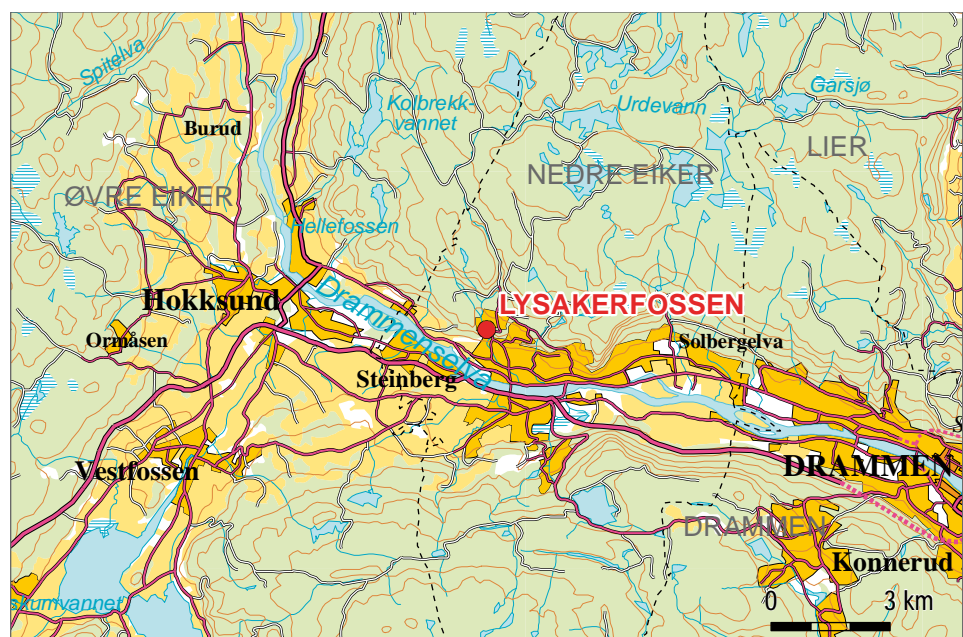 Spitelva
Kolbrekk-
vannet
Urdevann
Garsjø
Burud
LIER
NEDRE EIKER
ØVRE EIKER
Hellefossen
Hokksund
Drammenselva
LYSAKERFOSSEN
Ormåsen
Solbergelva
Steinberg
Vestfossen
DRAMMEN
DRAMMEN
Konnerud
0 3 km